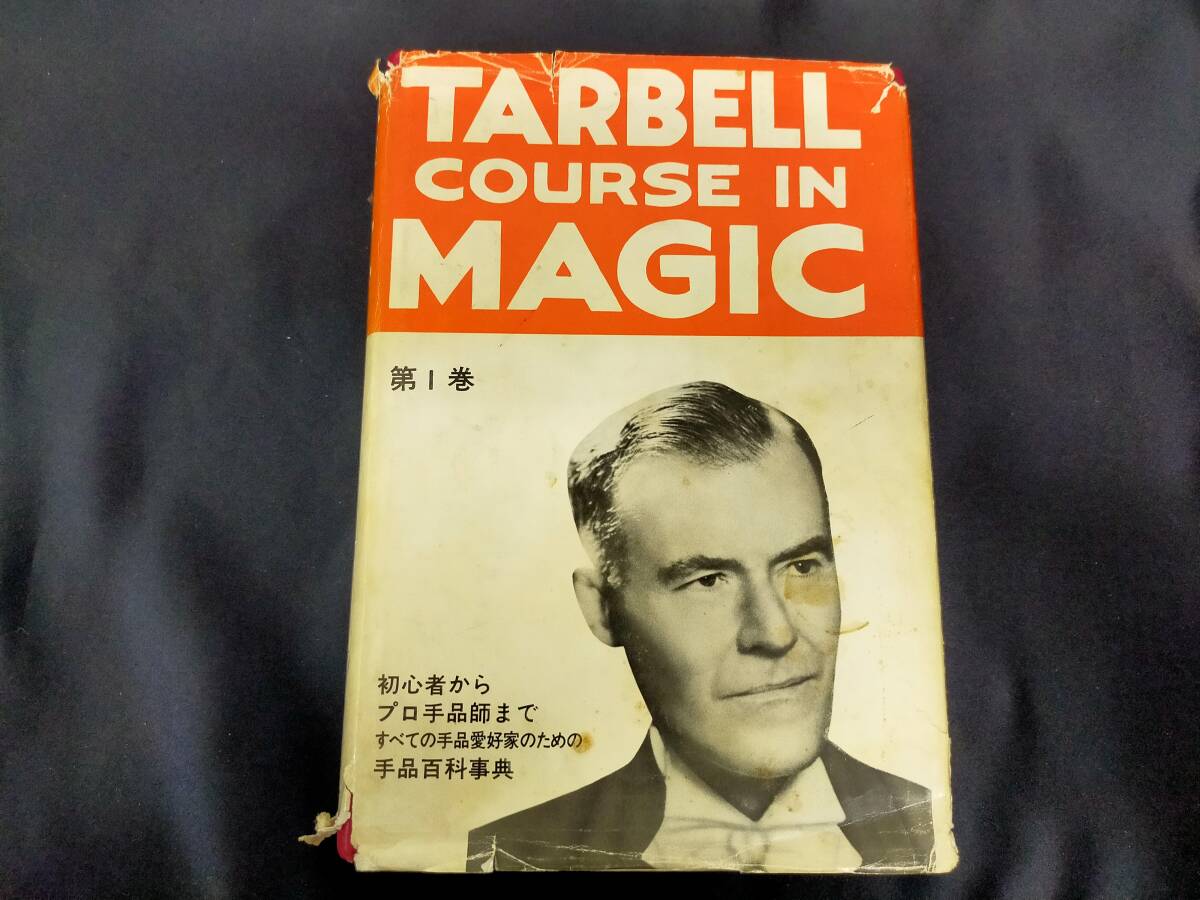 TARBELL
COURSE IN
MAGIC
第1巻
初心者から
プロ手品師まで
すべての手品愛好家のための
手品百科事典